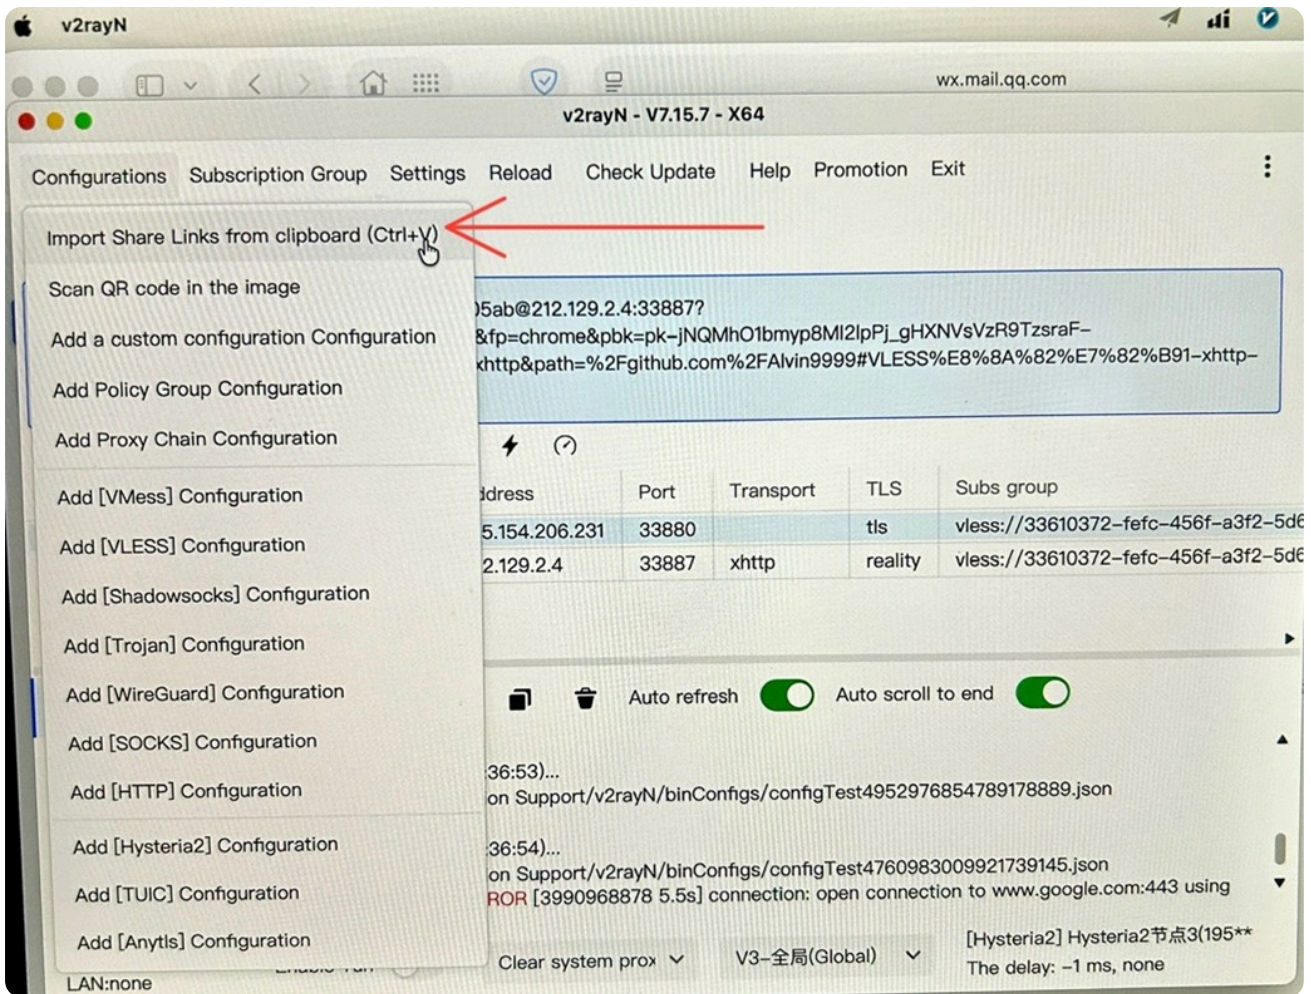 v2rayN
wx.mail.qq.com
v2rayN - V7.15.7 - X64
Configurations Subscription Group Settings Reload Check Update Help Promotion Exit
Import Share Links from clipboard (Ctrl+V)
Scan QR code in the image
Add a custom configuration Configuration
Add Policy Group Configuration
Add Proxy Chain Configuration
Add [VMess] Configuration
Add [VLESS] Configuration
Add [Shadowsocks] Configuration
Add [Trojan] Configuration
Add [WireGuard] Configuration
Add [SOCKS] Configuration
Add [HTTP] Configuration
Add [Hysteria2] Configuration
Add [TUIC] Configuration
Add [Anytls] Configuration
LAN:none
05ab@212.129.2.4:33887?
&fp=chrome&pbk=pk-jNQMhO1bmyp8MI2lpPj_gHXNVsVzR9TzsraF-
xhttp&path=%2Fgithub.com%2FAlvin9999#VLESS%E8%8A%82%E7%82%B91-xhttp-
ddress Port Transport TLS Subs group
5.154.206.231 33880 tls vless://33610372-fefc-456f-a3f2-5d6
2.129.2.4 33887 xhttp reality vless://33610372-fefc-456f-a3f2-5d6
Auto refresh Auto scroll to end
36:53)...
on Support/v2rayN/binConfigs/configTest4952976854789178889.json
36:54)...
on Support/v2rayN/binConfigs/configTest4760983009921739145.json
ROR [3990968878 5.5s] connection: open connection to www.google.com:443 using
Clear system prox V3-全局(Global)
[Hysteria2] Hysteria2节点3(195**
The delay: -1 ms, none